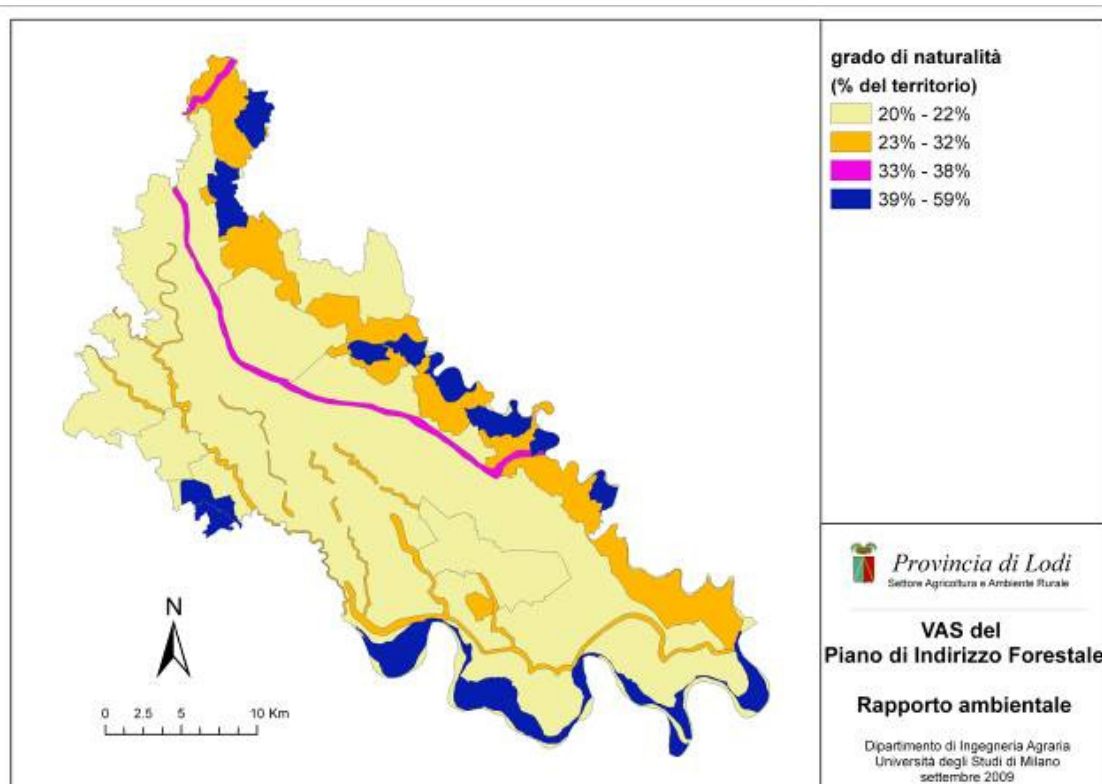 grado di naturalità
(% del territorio)
20% - 22%
23% - 32%
33% - 38%
39% - 59%
N
0 2.5 5 10 Km
Provincia di Lodi
Settore Agricoltura e Ambiente Rurale
VAS del
Piano di Indirizzo Forestale
Rapporto ambientale
Dipartimento di Ingegneria Agraria
Università degli Studi di Milano
settembre 2009